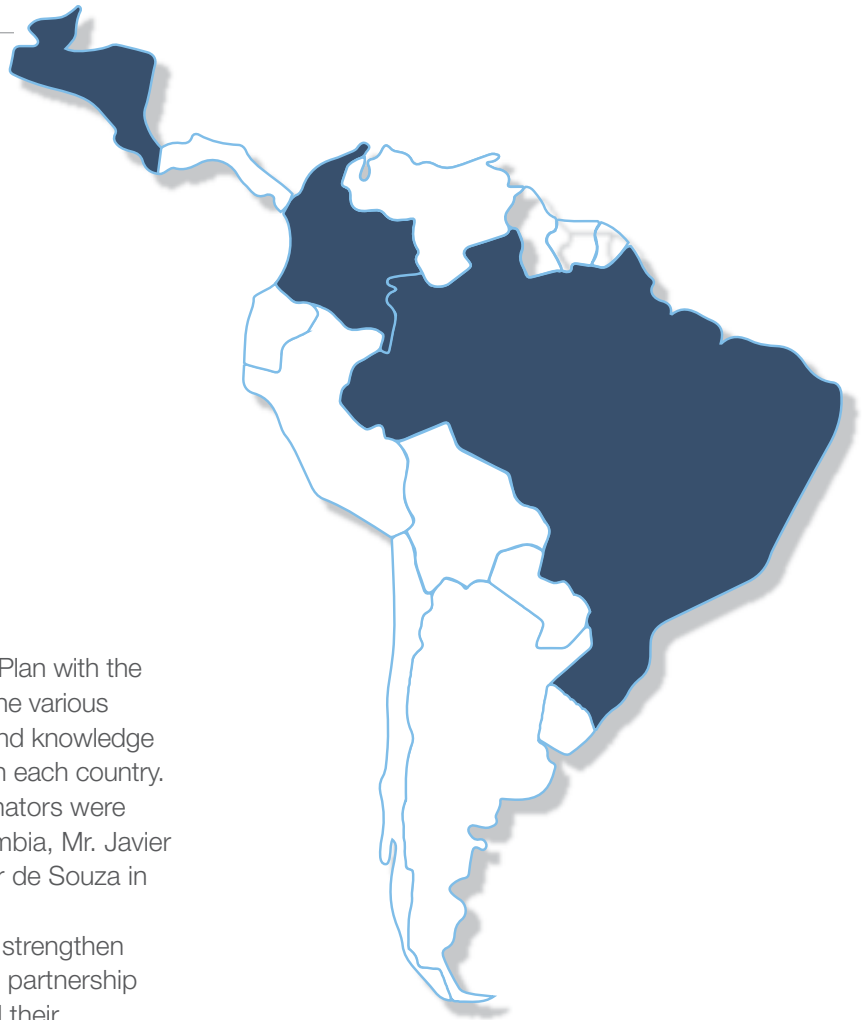 Plan with the
he various
nd knowledge
n each country.
nators were
mbia, Mr. Javier
r de Souza in
strengthen
partnership
their